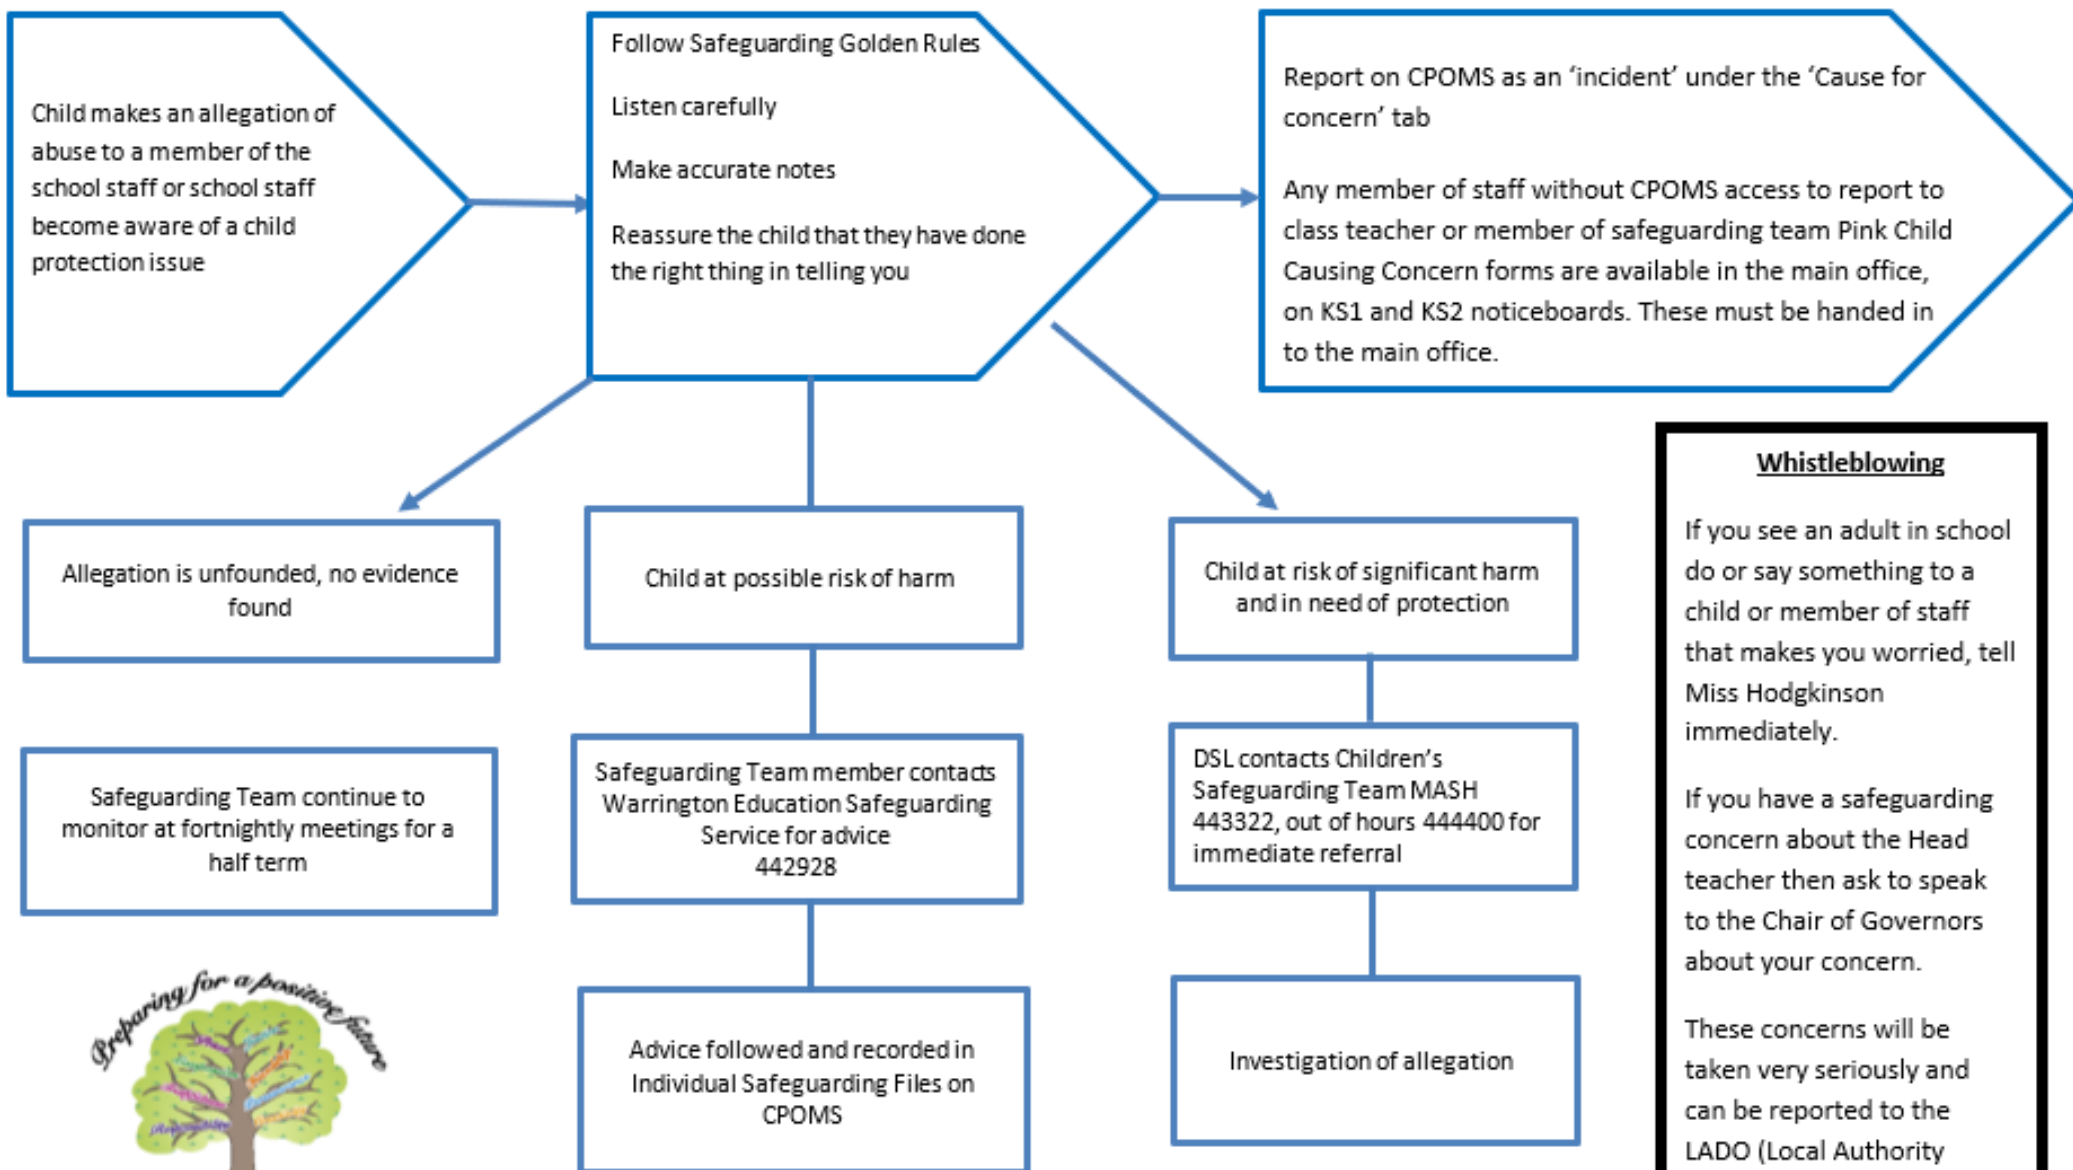 Child makes an allegation of
abuse to a member of the
school staff or school staff
become aware of a child
protection issue
Follow Safeguarding Golden Rules
Listen carefully
Make accurate notes
Reassure the child that they have done
the right thing in telling you
Report on CPOMS as an ‘incident’ under the ‘Cause for
concern’ tab
Any member of staff without CPOMS access to report to
class teacher or member of safeguarding team Pink Child
Causing Concern forms are available in the main office,
on KS1 and KS2 noticeboards. These must be handed in
to the main office.
Allegation is unfounded, no evidence
found
Safeguarding Team continue to
monitor at fortnightly meetings for a
half term
Child at possible risk of harm
Safeguarding Team member contacts
Warrington Education Safeguarding
Service for advice
442928
Advice followed and recorded in
Individual Safeguarding Files on
CPOMS
Child at risk of significant harm
and in need of protection
DSL contacts Children’s
Safeguarding Team MASH
443322, out of hours 444400 for
immediate referral
Investigation of allegation
Whistleblowing
If you see an adult in school
do or say something to a
child or member of staff
that makes you worried, tell
Miss Hodgkinson
immediately.
If you have a safeguarding
concern about the Head
teacher then ask to speak
to the Chair of Governors
about your concern.
These concerns will be
taken very seriously and
can be reported to the
LADO (Local Authority
Preparing for a positive future